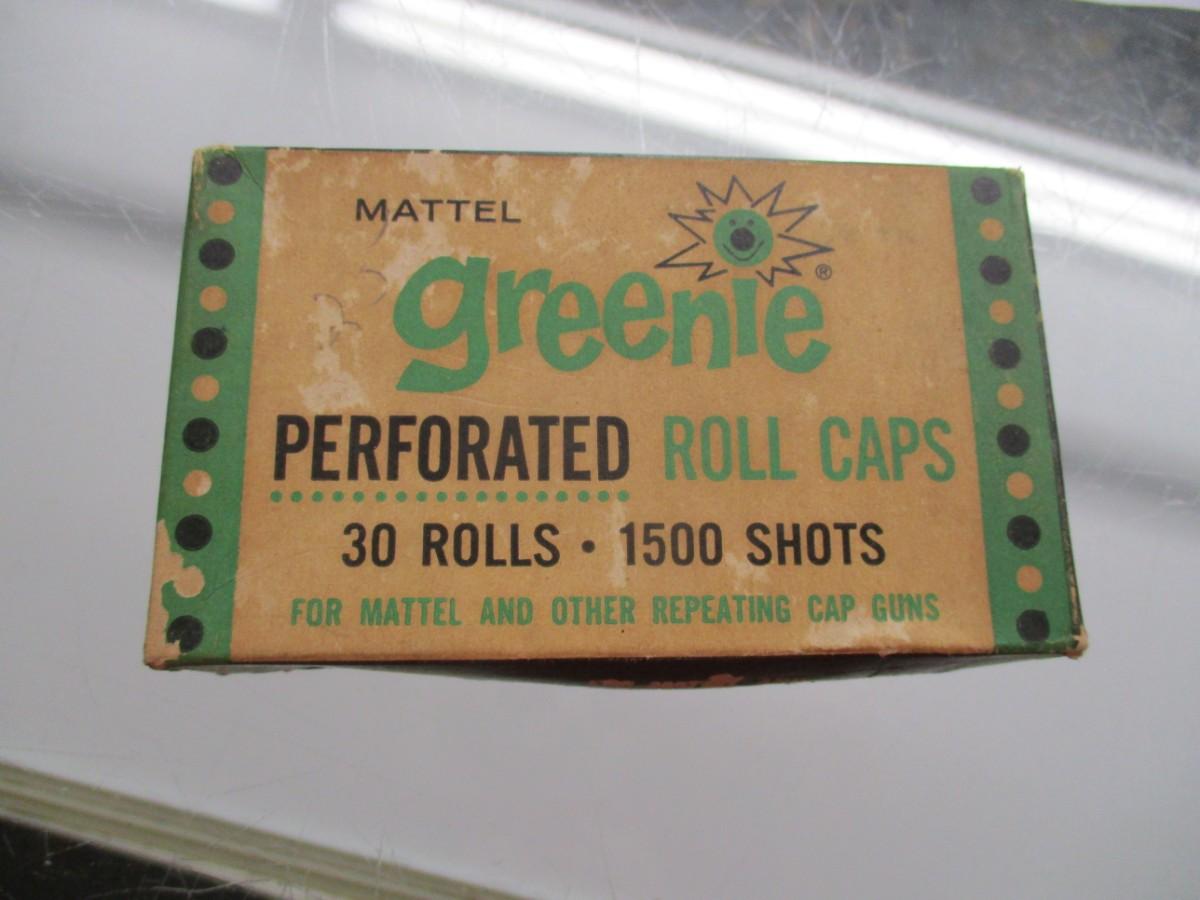 MATTEL
greenie®
PERFORATED ROLL CAPS
30 ROLLS • 1500 SHOTS
FOR MATTEL AND OTHER REPEATING CAP GUNS